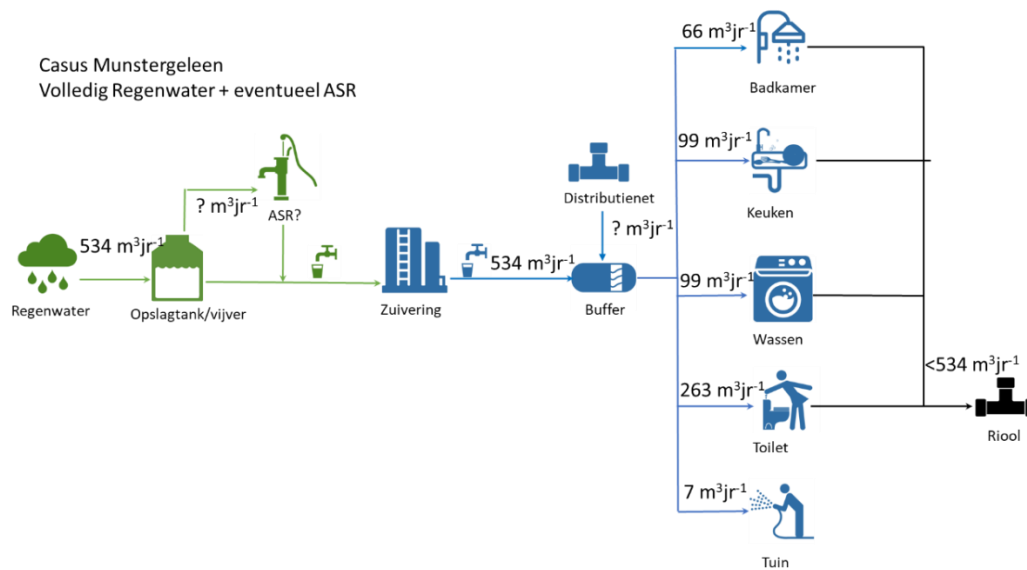 Casus Munstergeleen
Volledig Regenwater + eventueel ASR
534 m³jr⁻¹
Regenwater
Opslagtank/vijver
? m³jr⁻¹
ASR?
Zuivering
534 m³jr⁻¹
Distributienet
? m³jr⁻¹
Buffer
66 m³jr⁻¹
Badkamer
99 m³jr⁻¹
Keuken
99 m³jr⁻¹
Wassen
263 m³jr⁻¹
Toilet
7 m³jr⁻¹
Tuin
<534 m³jr⁻¹
Riool